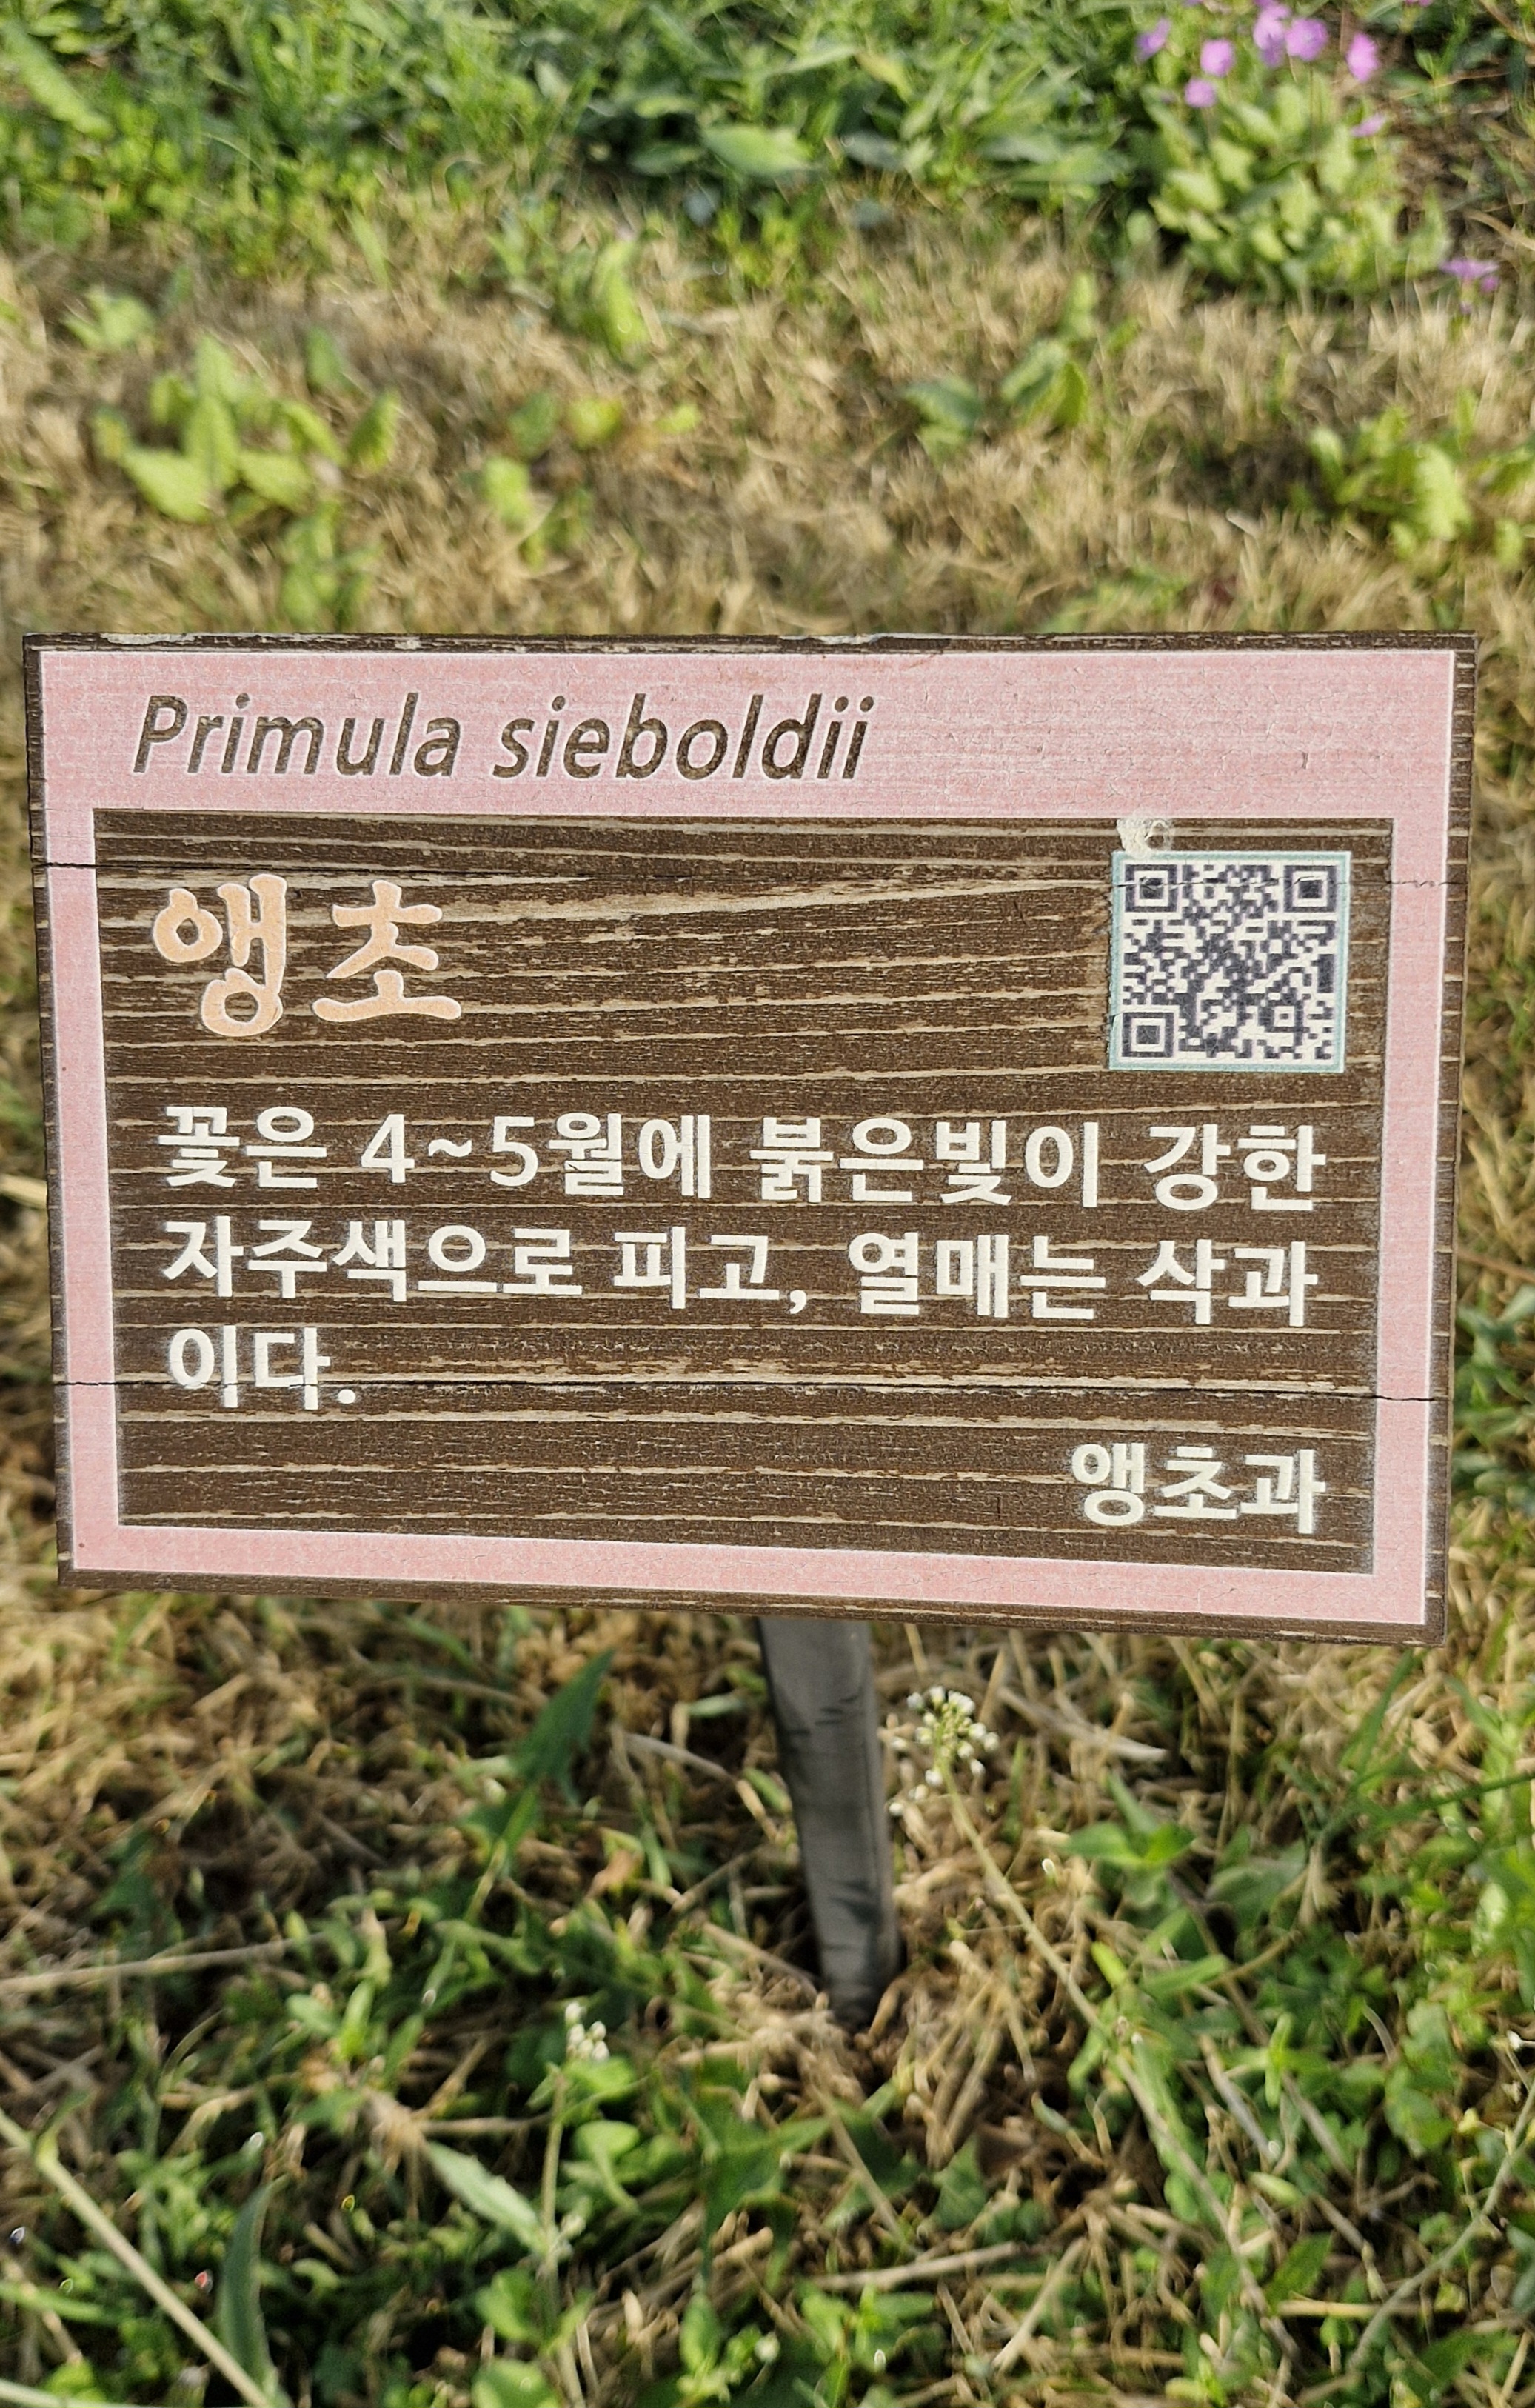 Primula sieboldii
앵초
꽃은 4~5월에 붉은빛이 강한
자주색으로 피고, 열매는 삭과
이다.
앵초과